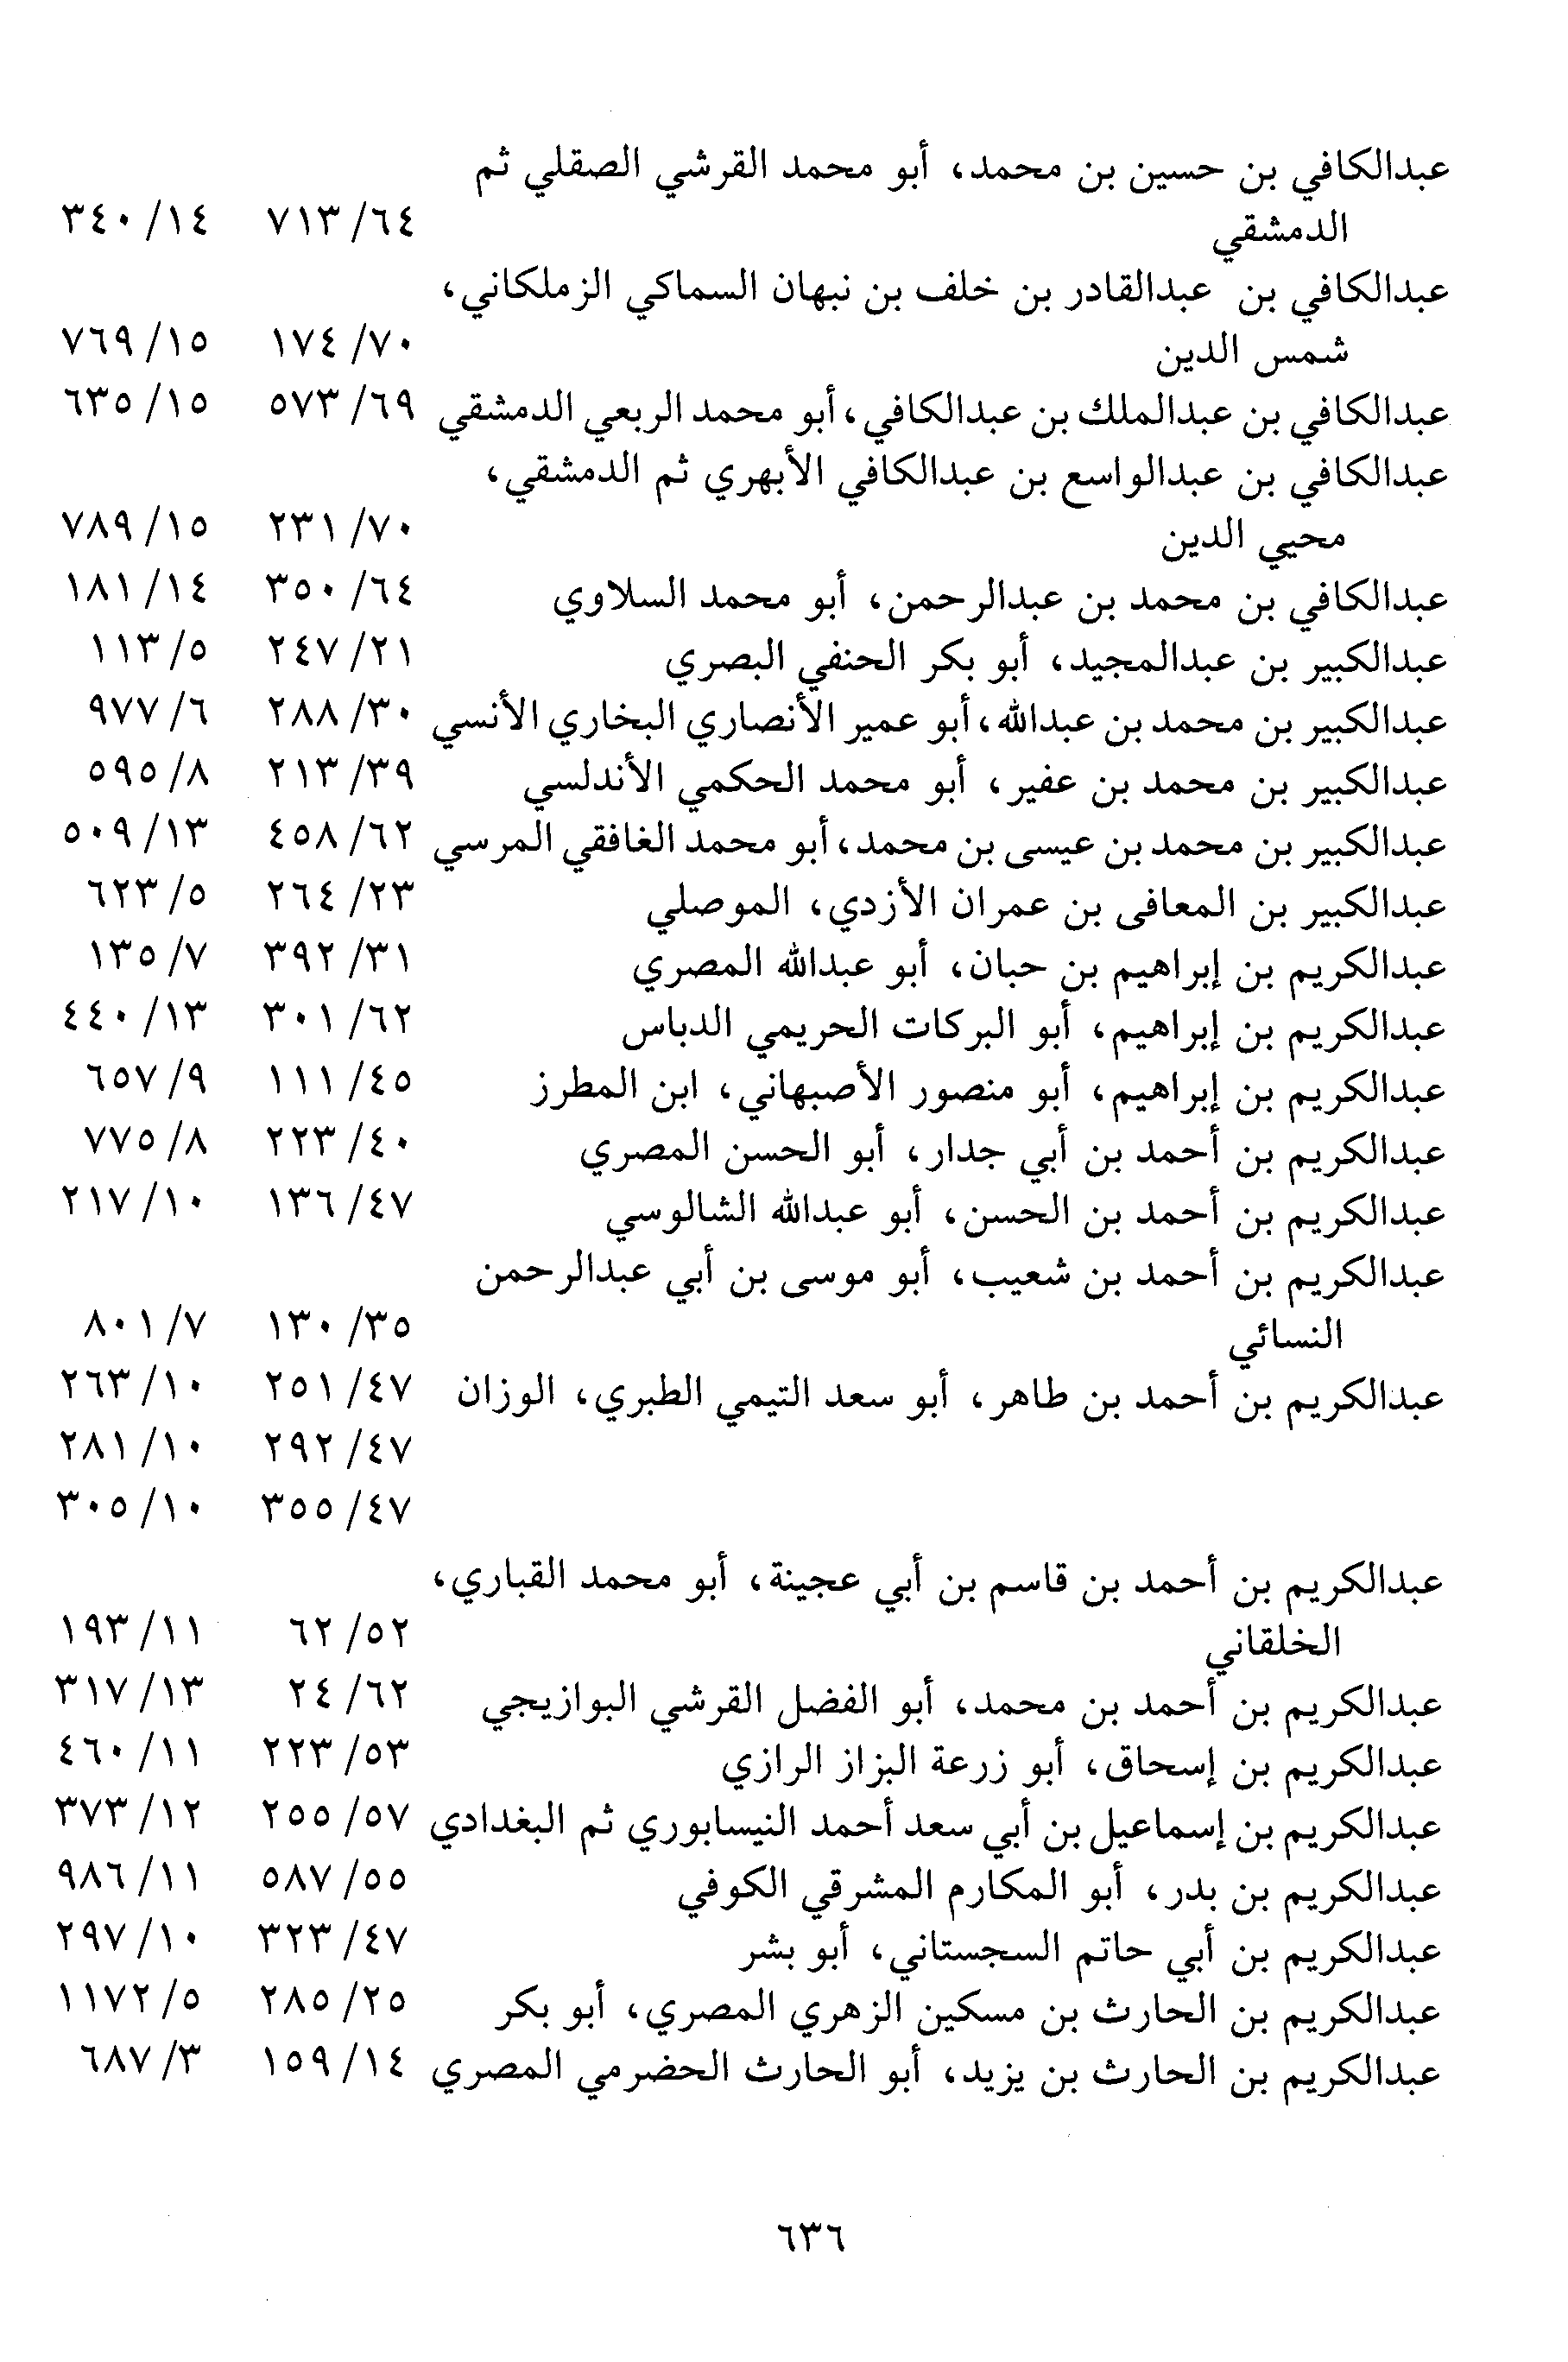 عبدالكافي بن حسين بن محمد، أبو محمد القرشي الصقلي ثم
الدمشقي ٦٤/ ٧١٣ ١٤/ ٣٤٠
عبدالكافي بن عبدالقادر بن خلف بن نبهان السماكي الزملكاني،
شمس الدين ٧٠/ ١٧٤ ١٥/ ٧٦٩
عبدالكافي بن عبدالملك بن عبدالكافي، أبو محمد الربعي الدمشقي ٦٩/ ٥٧٣ ١٥/ ٦٣٥
عبدالكافي بن عبدالواسع بن عبدالكافي الأبهري ثم الدمشقي،
محيي الدين ٧٠/ ٢٣١ ١٥/ ٧٨٩
عبدالكافي بن محمد بن عبدالرحمن، أبو محمد السلاوي ٦٤/ ٣٥٠ ١٤/ ١٨١
عبدالكبير بن عبدالمجيد، أبو بكر الحنفي البصري ٢١/ ٢٤٧ ٥/ ١١٣
عبدالكبير بن محمد بن عبدالله، أبو عمير الأنصاري البخاري الأنسي ٣٠/ ٢٨٨ ٦/ ٩٧٧
عبدالكبير بن محمد بن عفير، أبو محمد الحكمي الأندلسي ٣٩/ ٢١٣ ٨/ ٥٩٥
عبدالكبير بن محمد بن عيسى بن محمد، أبو محمد الغافقي المرسي ٦٢/ ٤٥٨ ١٣/ ٥٠٩
عبدالكبير بن المعافى بن عمران الأزدي، الموصلي ٢٣/ ٢٦٤ ٥/ ٦٢٣
عبدالكريم بن إبراهيم بن حبان، أبو عبدالله المصري ٣١/ ٣٩٢ ٧/ ١٣٥
عبدالكريم بن إبراهيم، أبو البركات الحريمي الدباس ٦٢/ ٣٠١ ١٣/ ٤٤٠
عبدالكريم بن إبراهيم، أبو منصور الأصبهاني، ابن المطرز ٤٥/ ١١١ ٩/ ٦٥٧
عبدالكريم بن أحمد بن أبي جدار، أبو الحسن المصري ٤٠/ ٢٢٣ ٨/ ٧٧٥
عبدالكريم بن أحمد بن الحسن، أبو عبدالله الشالوسي ٤٧/ ١٣٦ ١٠/ ٢١٧
عبدالكريم بن أحمد بن شعيب، أبو موسى بن أبي عبدالرحمن
النسائي ٣٥/ ١٣٠ ٧/ ٨٠١
عبدالكريم بن أحمد بن طاهر، أبو سعد التيمي الطبري، الوزان ٤٧/ ٢٥١ ١٠/ ٢٦٣
٤٧/ ٢٩٢ ١٠/ ٢٨١
٤٧/ ٣٥٥ ١٠/ ٣٠٥
عبدالكريم بن أحمد بن قاسم بن أبي عجينة، أبو محمد القباري،
الخلقاني ٥٢/ ٦٢ ١١/ ١٩٣
عبدالكريم بن أحمد بن محمد، أبو الفضل القرشي البوازيجي ٦٢/ ٢٤ ١٣/ ٣١٧
عبدالكريم بن إسحاق، أبو زرعة البزاز الرازي ٥٣/ ٢٢٣ ١١/ ٤٦٠
عبدالكريم بن إسماعيل بن أبي سعد أحمد النيسابوري ثم البغدادي ٥٧/ ٢٥٥ ١٢/ ٣٧٣
عبدالكريم بن بدر، أبو المكارم المشرقي الكوفي ٥٥/ ٥٨٧ ١١/ ٩٨٦
عبدالكريم بن أبي حاتم السجستاني، أبو بشر ٤٧/ ٣٢٣ ١٠/ ٢٩٧
عبدالكريم بن الحارث بن مسكين الزهري المصري، أبو بكر ٢٥/ ٢٨٥ ٥/ ١١٧٢
عبدالكريم بن الحارث بن يزيد، أبو الحارث الحضرمي المصري ١٤/ ١٥٩ ٣/ ٦٨٧
٦٣٦